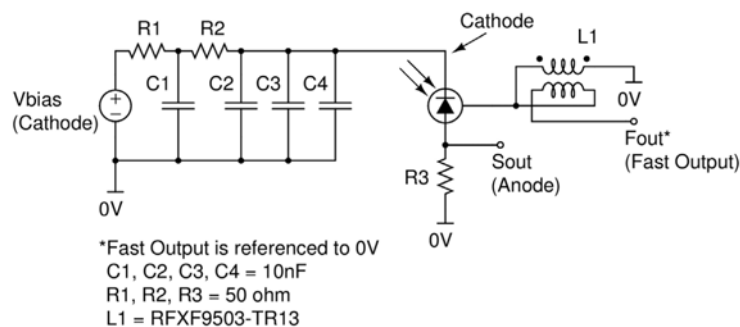 Cathode
R1
R2
L1
C1
C2
C3
C4
Vbias
(Cathode)
+
−
0V
Fout*
(Fast Output)
Sout
(Anode)
R3
0V
0V
*Fast Output is referenced to 0V
C1, C2, C3, C4 = 10nF
R1, R2, R3 = 50 ohm
L1 = RFXF9503-TR13